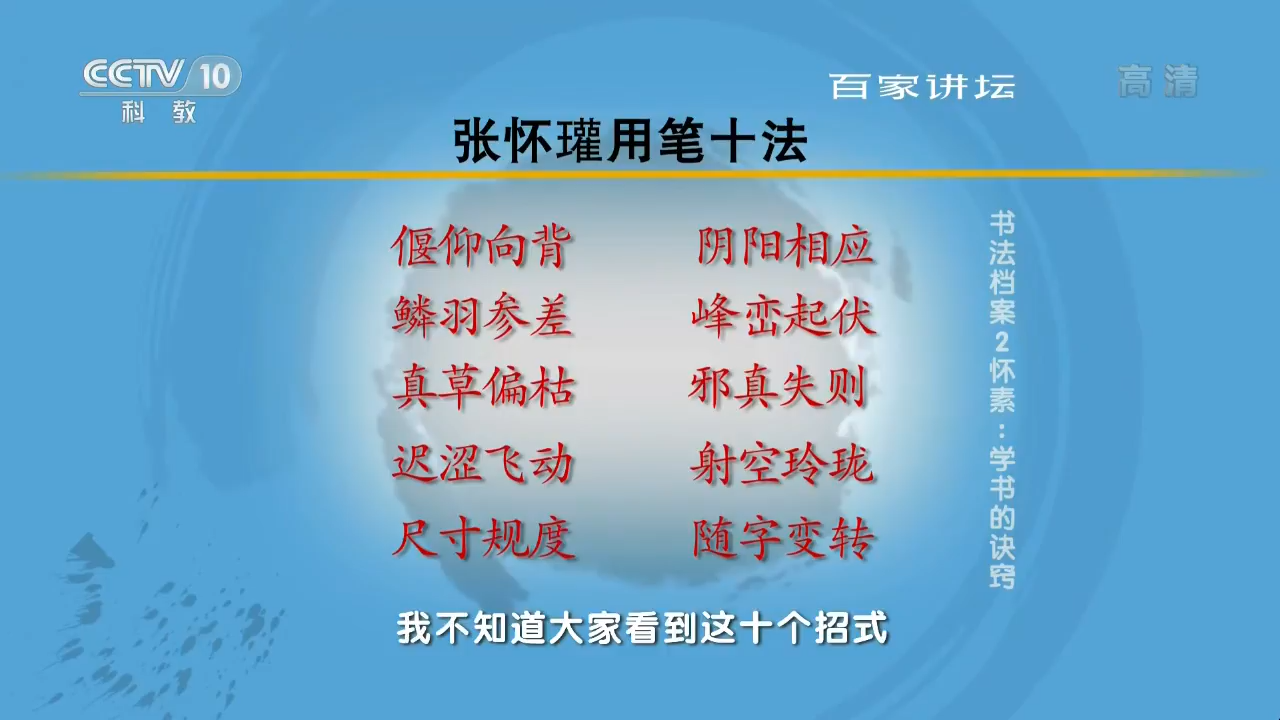 CCTV 10
科教
百家讲坛
高清
张怀瓘用笔十法
偃仰向背 阴阳相应
鳞羽参差 峰峦起伏
真草偏枯 邪真失则
迟涩飞动 射空玲珑
尺寸规度 随字变转
书法档案2怀素:学书的诀窍
我不知道大家看到这十个招式